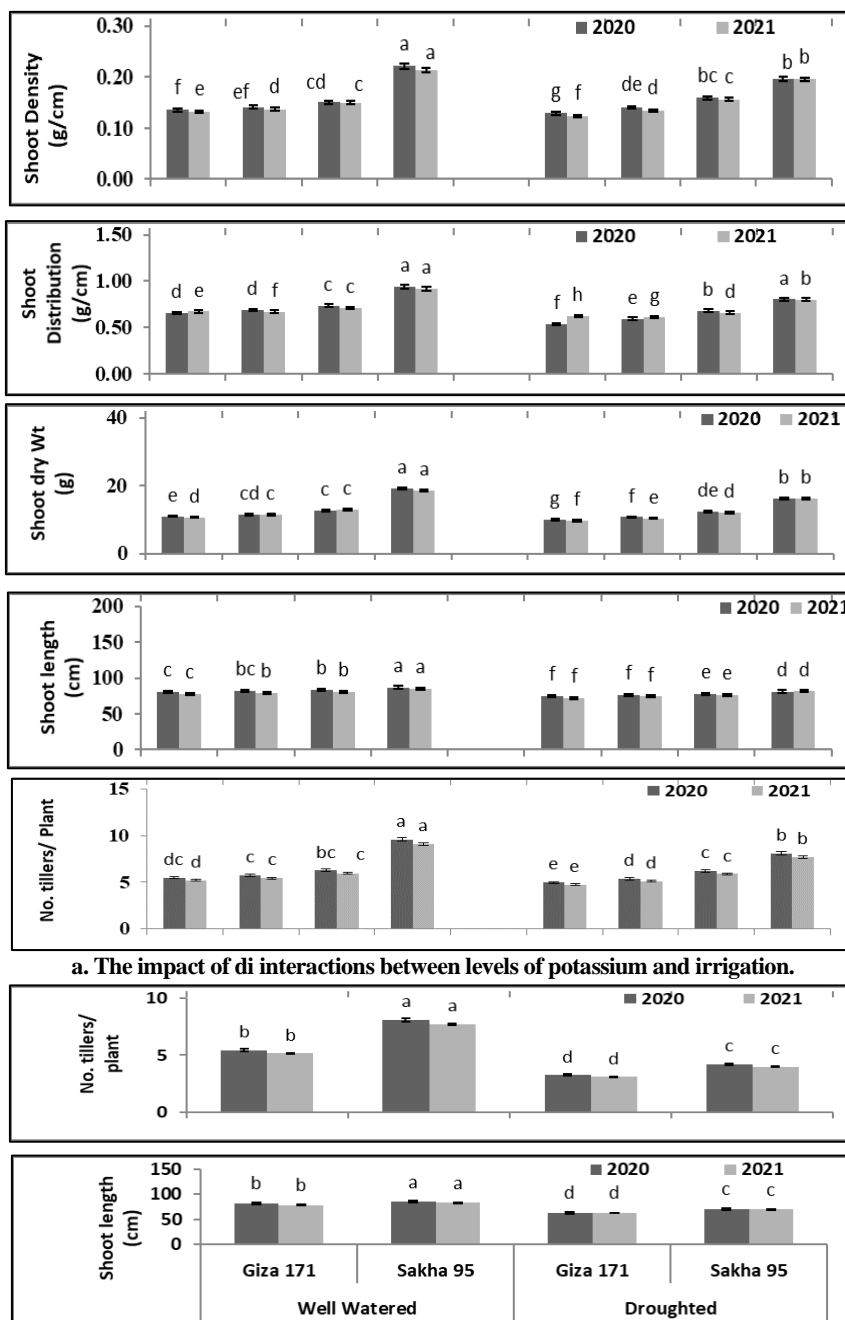 Shoot Density
(g/cm)
0.30
0.20
0.10
0.00
2020 2021
f e ef d cd c a a g f de d bc c b b
Shoot
Distribution
(g/cm)
1.50
1.00
0.50
0.00
2020 2021
d e d f c c a a f h e g b d a b
Shoot dry Wt
(g)
40
20
0
2020 2021
e d cd c c c a a g f f e de d b b
Shoot length
(cm)
200
150
100
50
0
2020 2021
c c bc b b b a a f f f f e e d d
No. tillers/ Plant
15
10
5
0
2020 2021
dc d c c bc c a a e e d d c c b b
a. The impact of di interactions between levels of potassium and irrigation.
No. tillers/
plant
10
5
0
2020 2021
b b a a d d c c
Shoot length
(cm)
150
100
50
0
2020 2021
b b a a d d c c
Giza 171 Sakha 95 Giza 171 Sakha 95
Well Watered Droughted